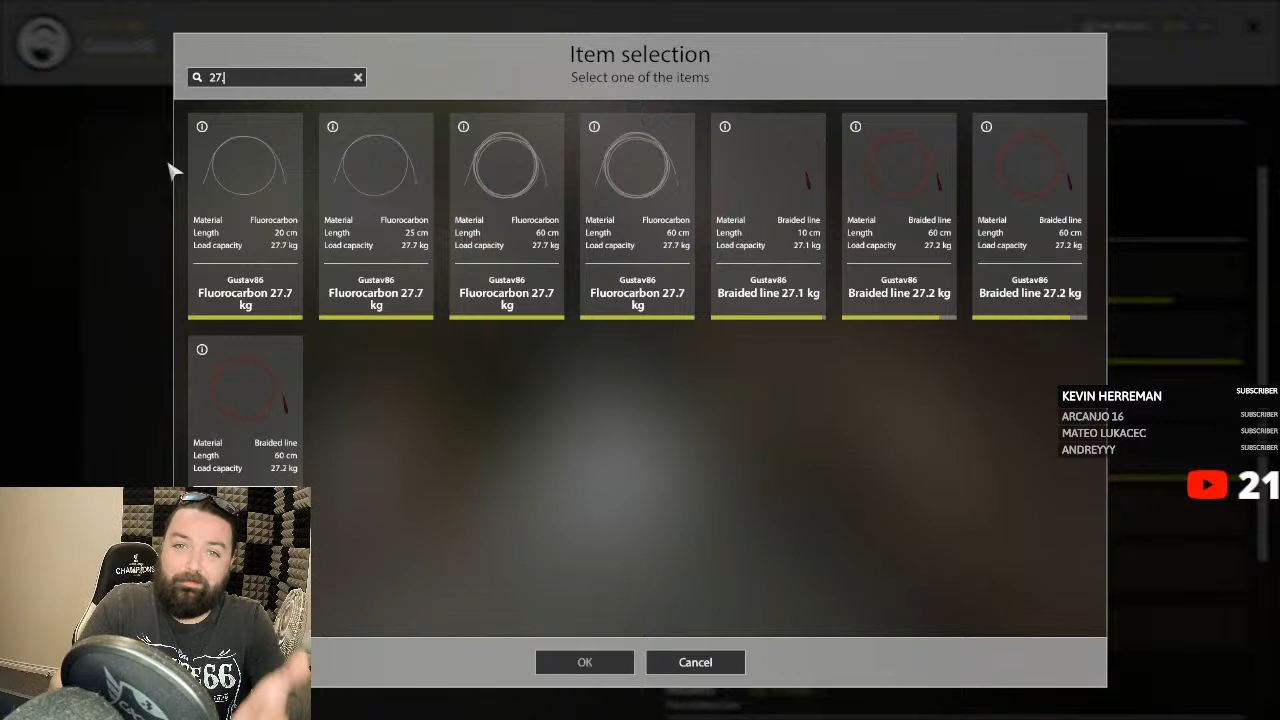 Item selection
Select one of the items
27.
Material Fluorocarbon
Length 20 cm
Load capacity 27.7 kg
Gustav86
Fluorocarbon 27.7
kg
Material Fluorocarbon
Length 25 cm
Load capacity 27.7 kg
Gustav86
Fluorocarbon 27.7
kg
Material Fluorocarbon
Length 60 cm
Load capacity 27.7 kg
Gustav86
Fluorocarbon 27.7
kg
Material Fluorocarbon
Length 60 cm
Load capacity 27.7 kg
Gustav86
Fluorocarbon 27.7
kg
Material Braided line
Length 10 cm
Load capacity 27.1 kg
Gustav86
Braided line 27.1 kg
Material Braided line
Length 60 cm
Load capacity 27.2 kg
Gustav86
Braided line 27.2 kg
Material Braided line
Length 60 cm
Load capacity 27.2 kg
Gustav86
Braided line 27.2 kg
Material Braided line
Length 60 cm
Load capacity 27.2 kg
KEVIN HERREMAN SUBSCRIBER
ARCANJO 16 SUBSCRIBER
MATEO LUKACEC SUBSCRIBER
ANDREYYY SUBSCRIBER
21
CHAMPIONS
66
OK
Cancel